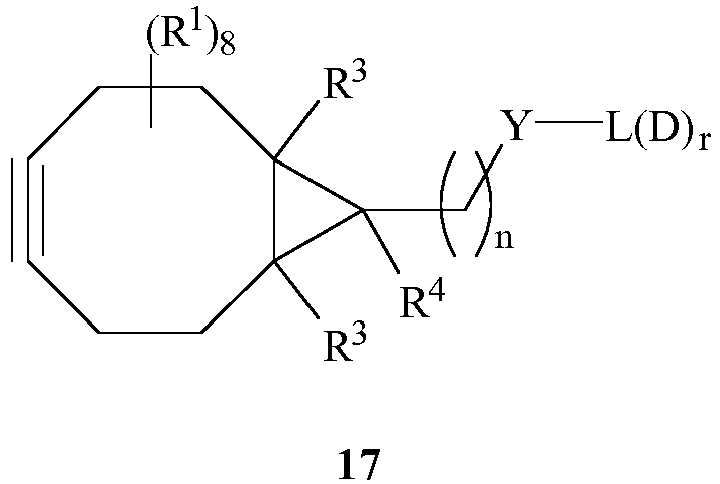 (R¹)₈
R³
Y—L(D)ᵣ
( )ₙ
R⁴
R³
17